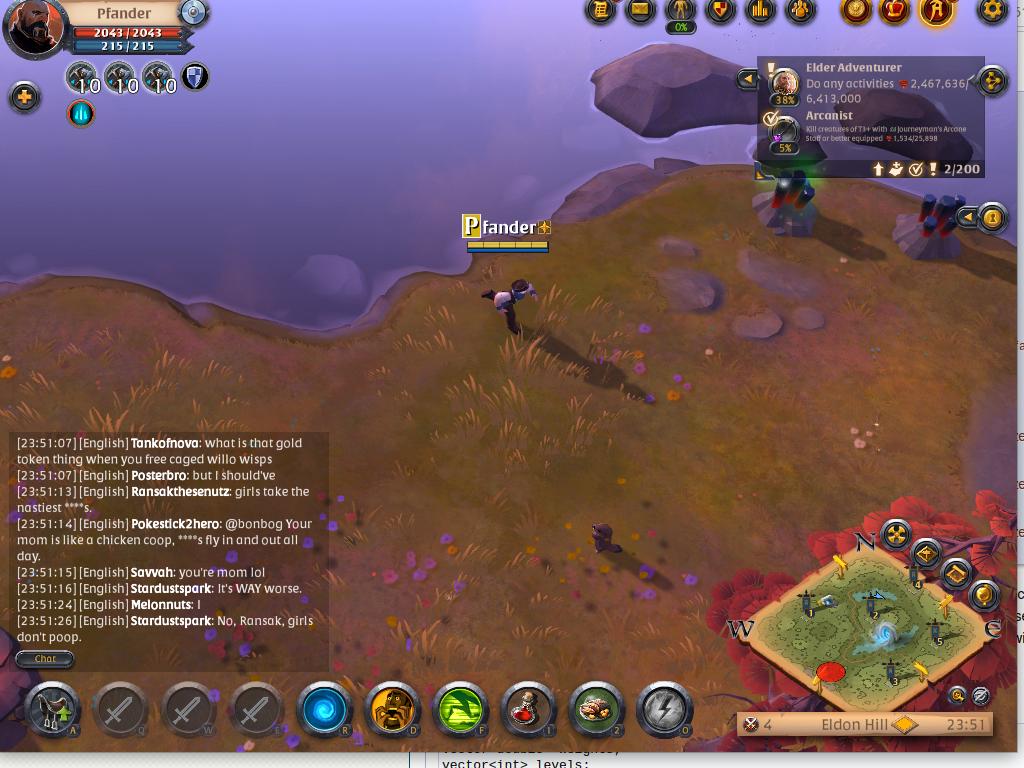 Pfander
2043 / 2043
215 / 215
10 10 10
0%
Elder Adventurer
Do any activities 2,467,636/
6,413,000
38%
Arcanist
Kill creatures of T3+ with a Journeyman's Arcane
Staff or better equipped 1,534/25,898
5%
2/200
Pfander
[23:51:07] [English] Tankofnova: what is that gold
token thing when you free caged willo wisps
[23:51:07] [English] Posterbro: but I should've
[23:51:13] [English] Ransakthesenutz: girls take the
nastiest ****s.
[23:51:14] [English] Pokestick2hero: @bonbog Your
mom is like a chicken coop, ****s fly in and out all
day.
[23:51:15] [English] Savvah: you're mom lol
[23:51:16] [English] Stardustspark: It's WAY worse.
[23:51:24] [English] Melonnuts: I
[23:51:26] [English] Stardustspark: No, Ransak, girls
don't poop.
Chat
N
W
E
1
2
3
4
5
A Q W E R D F 1 2 O
4 Eldon Hill 23:51
vector<int> levels;